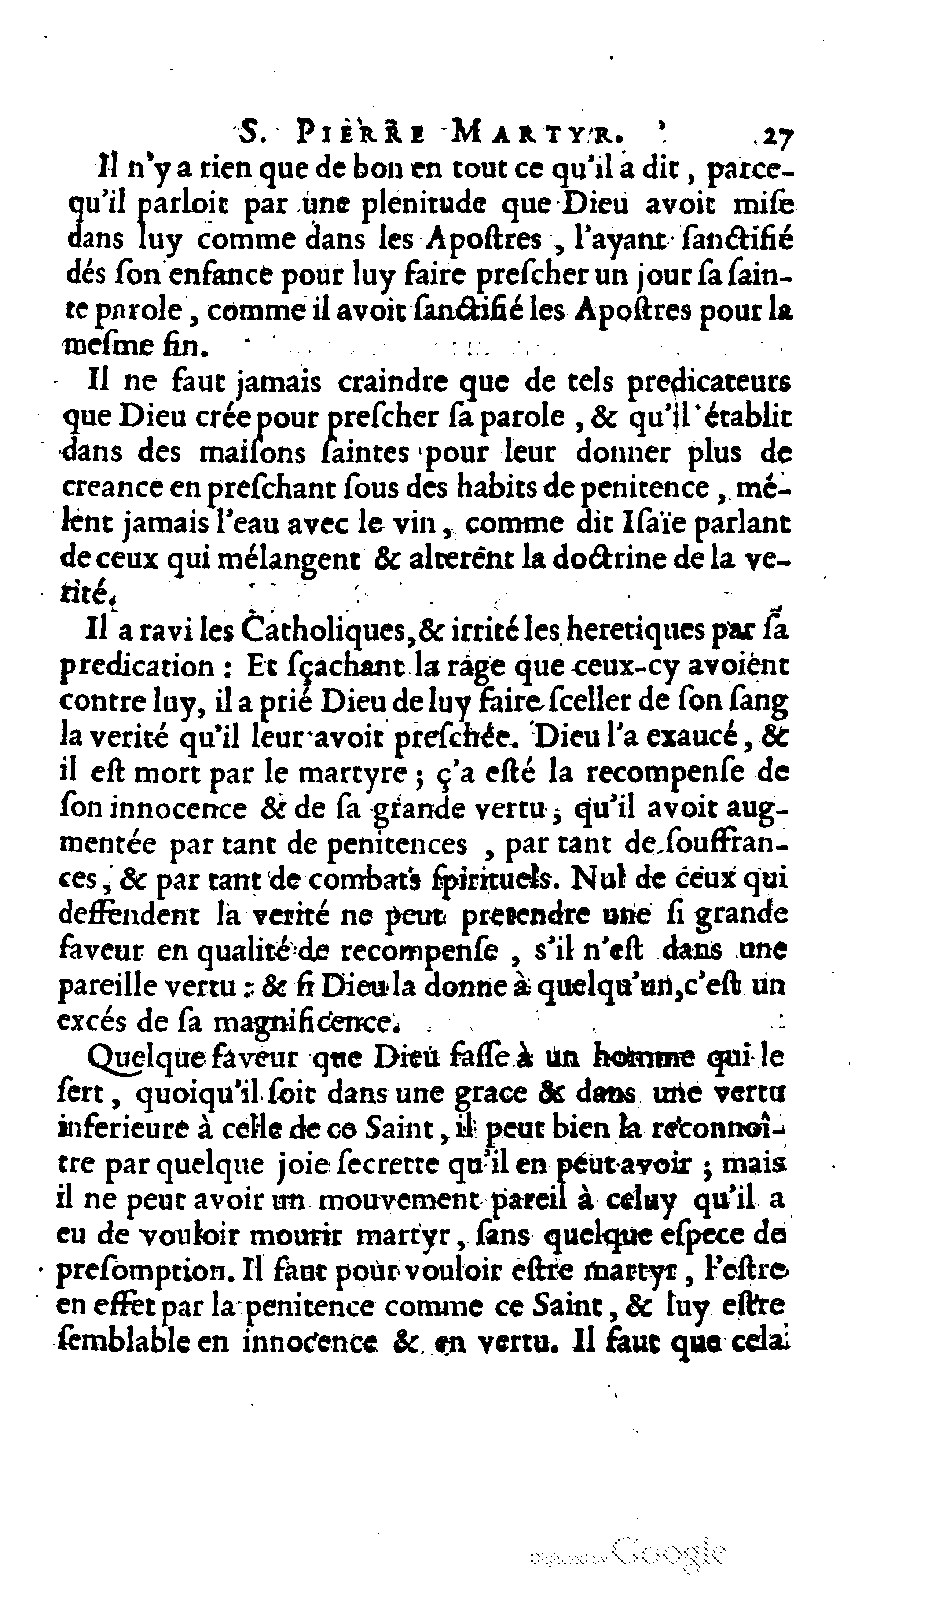 S. PIERRE MARTYR. 27
Il n'y a rien que de bon en tout ce qu'il a dit, parce-
qu'il parloit par une plenitude que Dieu avoit miſe
dans luy comme dans les Apoſtres, l'ayant ſanctifié
dés ſon enfance pour luy faire preſcher un jour ſa ſain-
te parole, comme il avoit ſanctifié les Apoſtres pour la
meſme fin.
Il ne faut jamais craindre que de tels predicateurs
que Dieu crée pour preſcher ſa parole, & qu'il établit
dans des maiſons ſaintes pour leur donner plus de
creance en preſchant ſous des habits de penitence, mé-
lent jamais l'eau avec le vin, comme dit Iſaïe parlant
de ceux qui mélangent & alterent la doctrine de la ve-
rité.
Il a ravi les Catholiques, & irrité les heretiques par ſa
predication : Et ſçachant la rage que ceux-cy avoient
contre luy, il a prié Dieu de luy faire ſceller de ſon ſang
la verité qu'il leur avoit preſchée. Dieu l'a exaucé, &
il eſt mort par le martyre ; ç'a eſté la recompenſe de
ſon innocence & de ſa grande vertu ; qu'il avoit aug-
mentée par tant de penitences, par tant de ſouffran-
ces, & par tant de combats ſpirituels. Nul de ceux qui
deffendent la verité ne peut pretendre une ſi grande
faveur en qualité de recompenſe, s'il n'eſt dans une
pareille vertu : & ſi Dieu la donne à quelqu'un, c'eſt un
excés de ſa magnificence.
Quelque faveur que Dieu faſſe à un homme qui le
ſert, quoiqu'il ſoit dans une grace & dans une vertu
inferieure à celle de ce Saint, il peut bien la reconnoî-
tre par quelque joie ſecrette qu'il en peut avoir ; mais
il ne peut avoir un mouvement pareil à celuy qu'il a
eu de vouloir mourir martyr, ſans quelque eſpece de
preſomption. Il faut pour vouloir eſtre martyr, l'eſtre
en effet par la penitence comme ce Saint, & luy eſtre
ſemblable en innocence & en vertu. Il faut que cela
Google